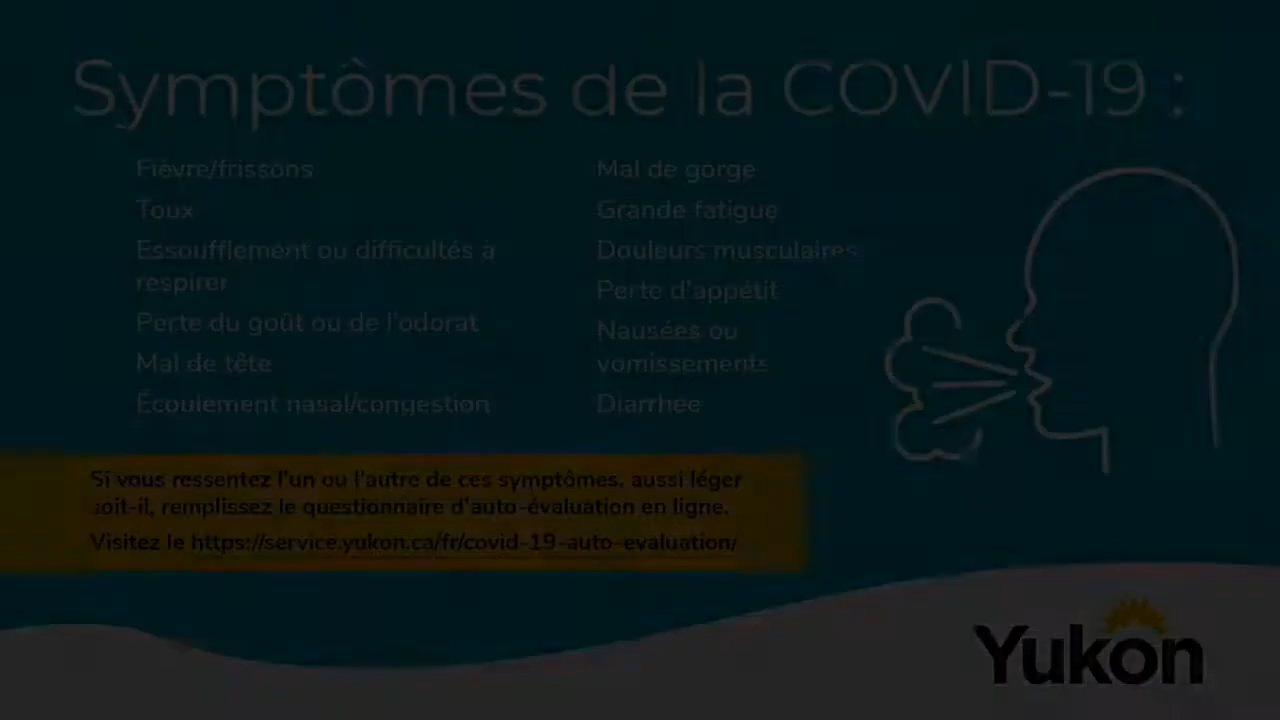 Symptômes de la COVID-19 :
Fièvre/frissons
Toux
Essoufflement ou difficultés à
respirer
Perte du goût ou de l'odorat
Mal de tête
Écoulement nasal/congestion
Mal de gorge
Grande fatigue
Douleurs musculaires
Perte d'appétit
Nausées ou
vomissements
Diarrhée
Si vous ressentez l'un ou l'autre de ces symptômes, aussi léger
soit-il, remplissez le questionnaire d'auto-évaluation en ligne.
Visitez le https://service.yukon.ca/fr/covid-19-auto-evaluation/
Yukon